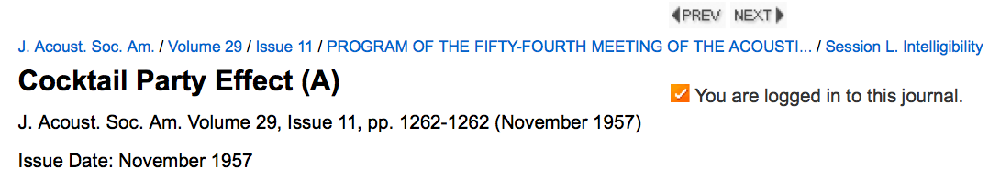 PREV NEXT
J. Acoust. Soc. Am. / Volume 29 / Issue 11 / PROGRAM OF THE FIFTY-FOURTH MEETING OF THE ACOUSTI... / Session L. Intelligibility
Cocktail Party Effect (A)
You are logged in to this journal.
J. Acoust. Soc. Am. Volume 29, Issue 11, pp. 1262-1262 (November 1957)
Issue Date: November 1957